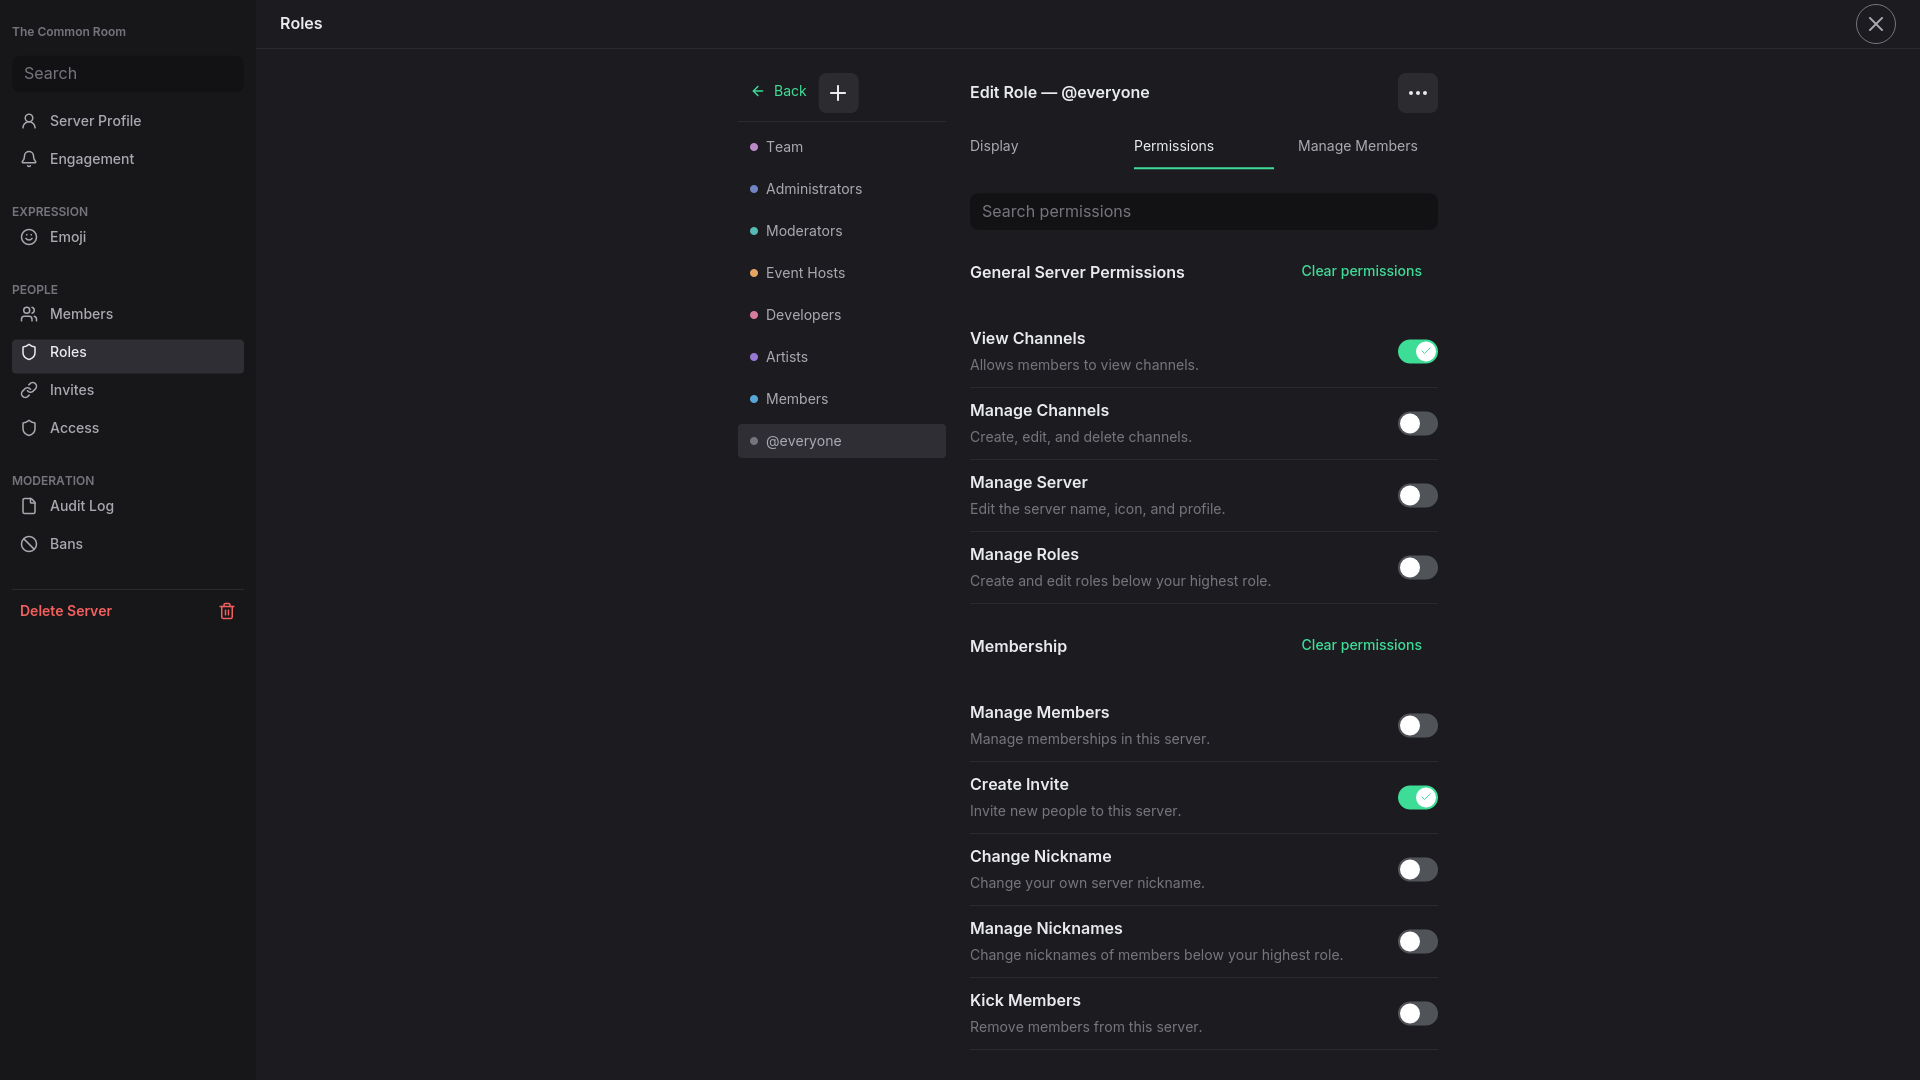 The Common Room
Search
Server Profile
Engagement
EXPRESSION
Emoji
PEOPLE
Members
Roles
Invites
Access
MODERATION
Audit Log
Bans
Delete Server
Roles
Back
Team
Administrators
Moderators
Event Hosts
Developers
Artists
Members
@everyone
Edit Role — @everyone
Display
Permissions
Manage Members
Search permissions
General Server Permissions
Clear permissions
View Channels
Allows members to view channels.
Manage Channels
Create, edit, and delete channels.
Manage Server
Edit the server name, icon, and profile.
Manage Roles
Create and edit roles below your highest role.
Membership
Clear permissions
Manage Members
Manage memberships in this server.
Create Invite
Invite new people to this server.
Change Nickname
Change your own server nickname.
Manage Nicknames
Change nicknames of members below your highest role.
Kick Members
Remove members from this server.